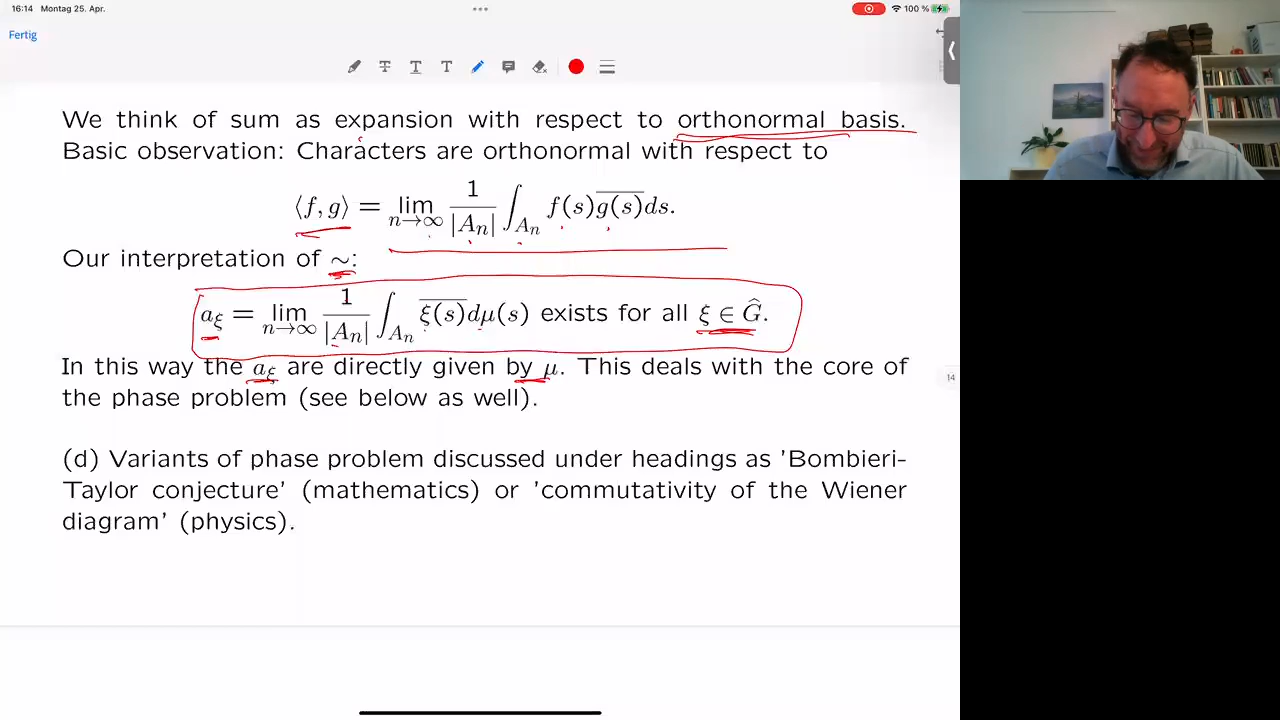 16:14 Montag 25. Apr.
100 %
Fertig
We think of sum as expansion with respect to orthonormal basis.
Basic observation: Characters are orthonormal with respect to
⟨f, g⟩ = lim_{n→∞} 1/|A_n| ∫_{A_n} f(s)\overline{g(s)}ds.
Our interpretation of ∼:
a_ξ = lim_{n→∞} 1/|A_n| ∫_{A_n} \overline{ξ(s)}dμ(s) exists for all ξ ∈ Ĝ.
In this way the a_ξ are directly given by μ. This deals with the core of
the phase problem (see below as well).
14
(d) Variants of phase problem discussed under headings as 'Bombieri-
Taylor conjecture' (mathematics) or 'commutativity of the Wiener
diagram' (physics).